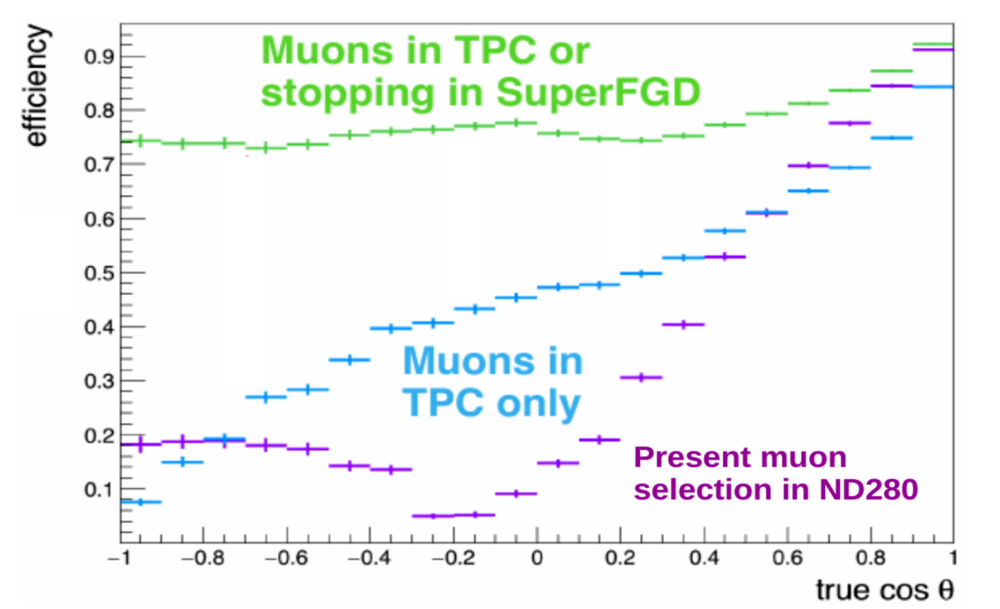 efficiency
0.9
0.8
0.7
0.6
0.5
0.4
0.3
0.2
0.1
Muons in TPC or
stopping in SuperFGD
Muons in
TPC only
Present muon
selection in ND280
−1 −0.8 −0.6 −0.4 −0.2 0 0.2 0.4 0.6 0.8 1
true cos θ